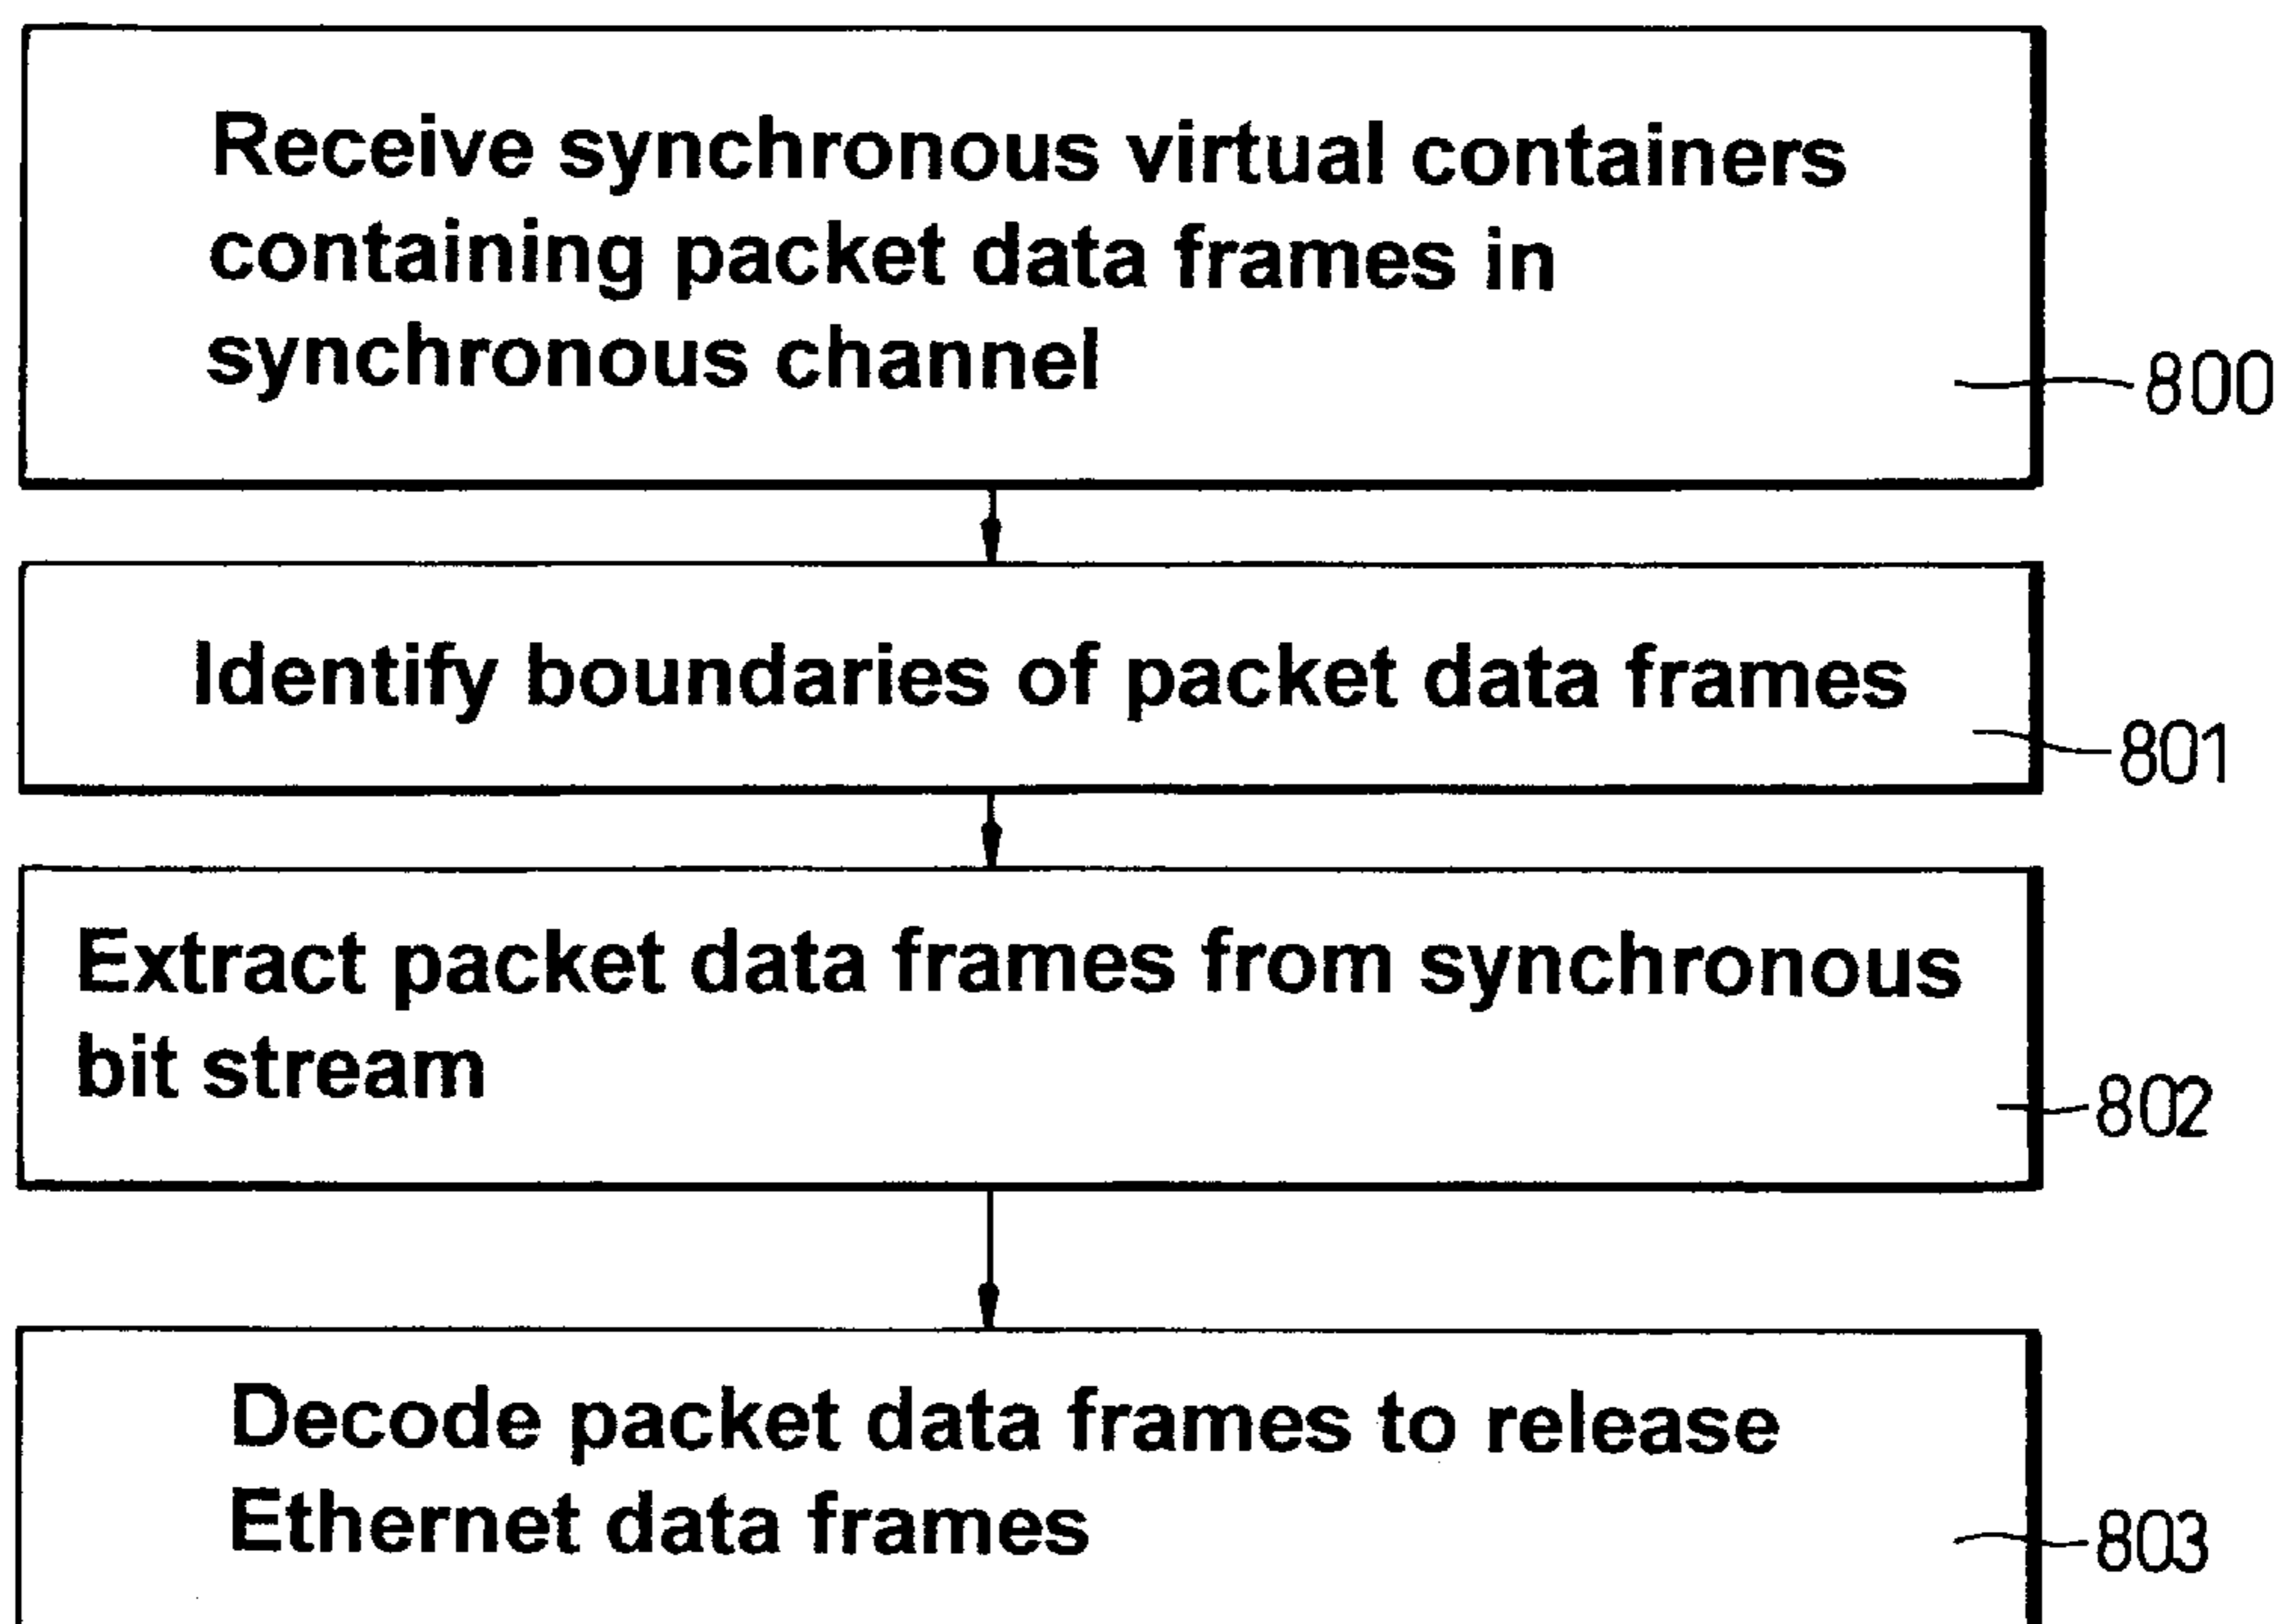 Receive synchronous virtual containers
containing packet data frames in
synchronous channel
800
Identify boundaries of packet data frames
801
Extract packet data frames from synchronous
bit stream
802
Decode packet data frames to release
Ethernet data frames
803